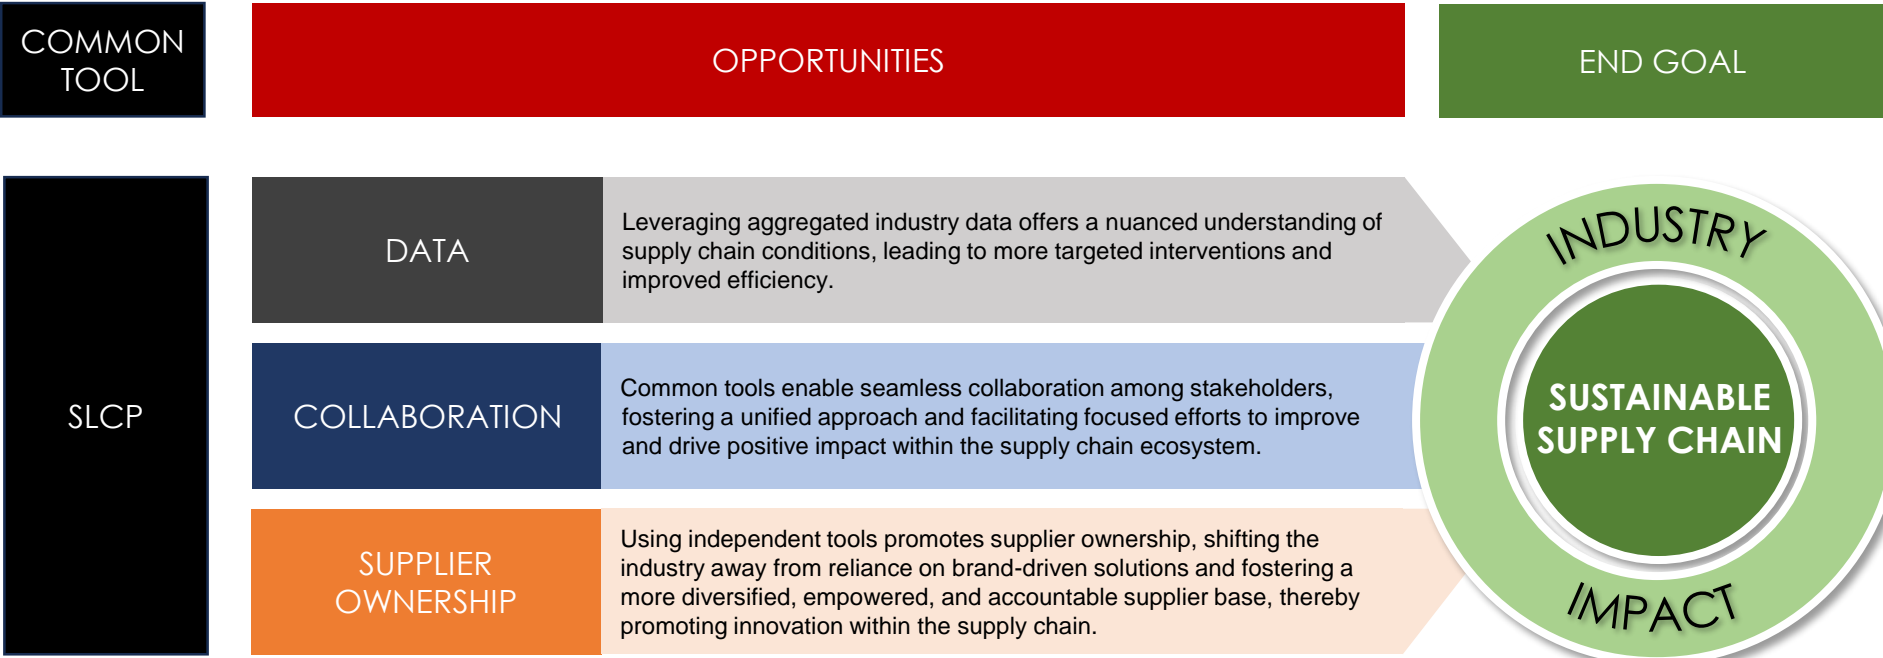 COMMON
TOOL
OPPORTUNITIES
END GOAL
SLCP
DATA
Leveraging aggregated industry data offers a nuanced understanding of
supply chain conditions, leading to more targeted interventions and
improved efficiency.
COLLABORATION
Common tools enable seamless collaboration among stakeholders,
fostering a unified approach and facilitating focused efforts to improve
and drive positive impact within the supply chain ecosystem.
SUPPLIER
OWNERSHIP
Using independent tools promotes supplier ownership, shifting the
industry away from reliance on brand-driven solutions and fostering a
more diversified, empowered, and accountable supplier base, thereby
promoting innovation within the supply chain.
INDUSTRY
SUSTAINABLE
SUPPLY CHAIN
IMPACT